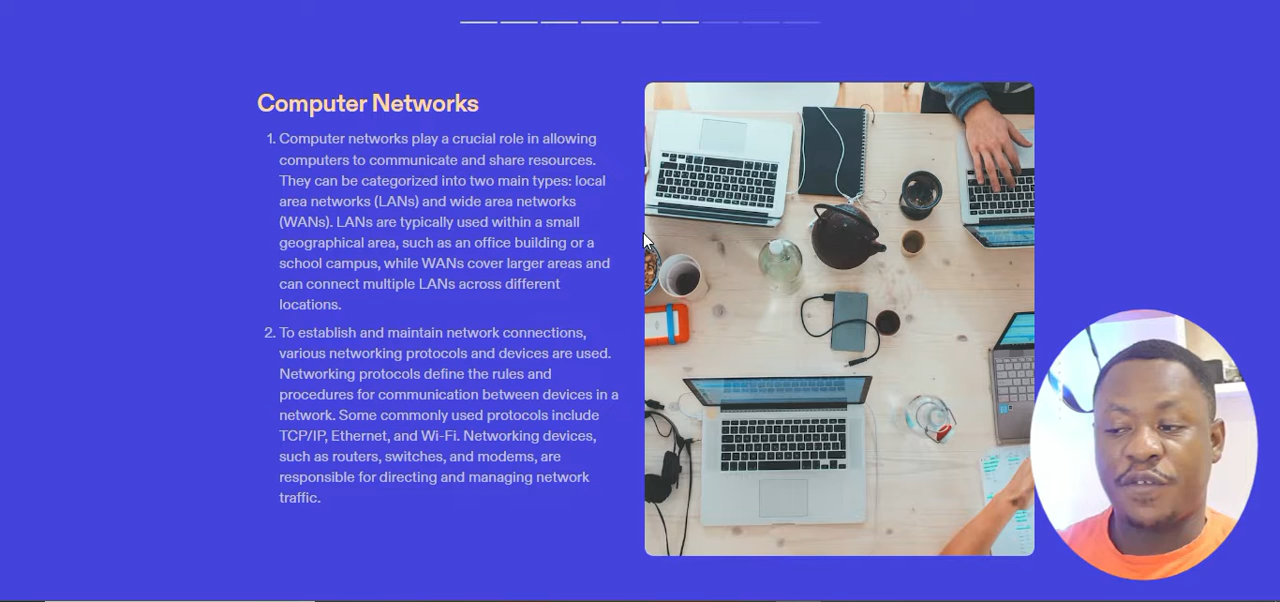 Computer Networks
1. Computer networks play a crucial role in allowing
computers to communicate and share resources.
They can be categorized into two main types: local
area networks (LANs) and wide area networks
(WANs). LANs are typically used within a small
geographical area, such as an office building or a
school campus, while WANs cover larger areas and
can connect multiple LANs across different
locations.
2. To establish and maintain network connections,
various networking protocols and devices are used.
Networking protocols define the rules and
procedures for communication between devices in a
network. Some commonly used protocols include
TCP/IP, Ethernet, and Wi-Fi. Networking devices,
such as routers, switches, and modems, are
responsible for directing and managing network
traffic.